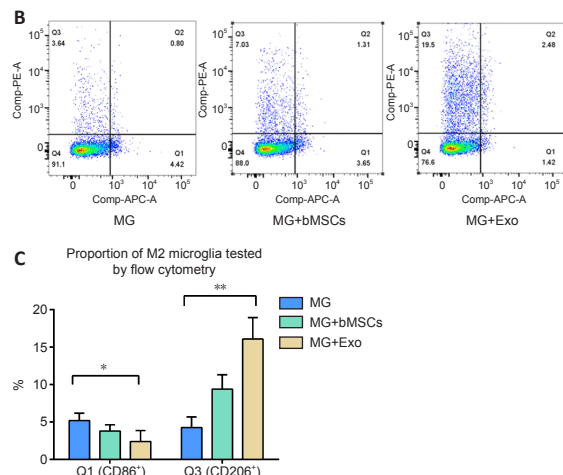 B
Q3
3.64
Q2
0.80
Q4
91.1
Q1
4.42
10⁵
10⁴
10³
0
Comp-PE-A
0 10³ 10⁴ 10⁵
Comp-APC-A
MG
Q3
7.03
Q2
1.31
Q4
88.0
Q1
3.65
10⁵
10⁴
10³
0
Comp-PE-A
0 10³ 10⁴ 10⁵
Comp-APC-A
MG+bMSCs
Q3
19.5
Q2
2.48
Q4
76.6
Q1
1.42
10⁵
10⁴
10³
0
Comp-PE-A
0 10³ 10⁴ 10⁵
Comp-APC-A
MG+Exo
C
Proportion of M2 microglia tested
by flow cytometry
%
20
15
10
5
0
*
**
MG
MG+bMSCs
MG+Exo
Q1 (CD86⁺) Q3 (CD206⁺)